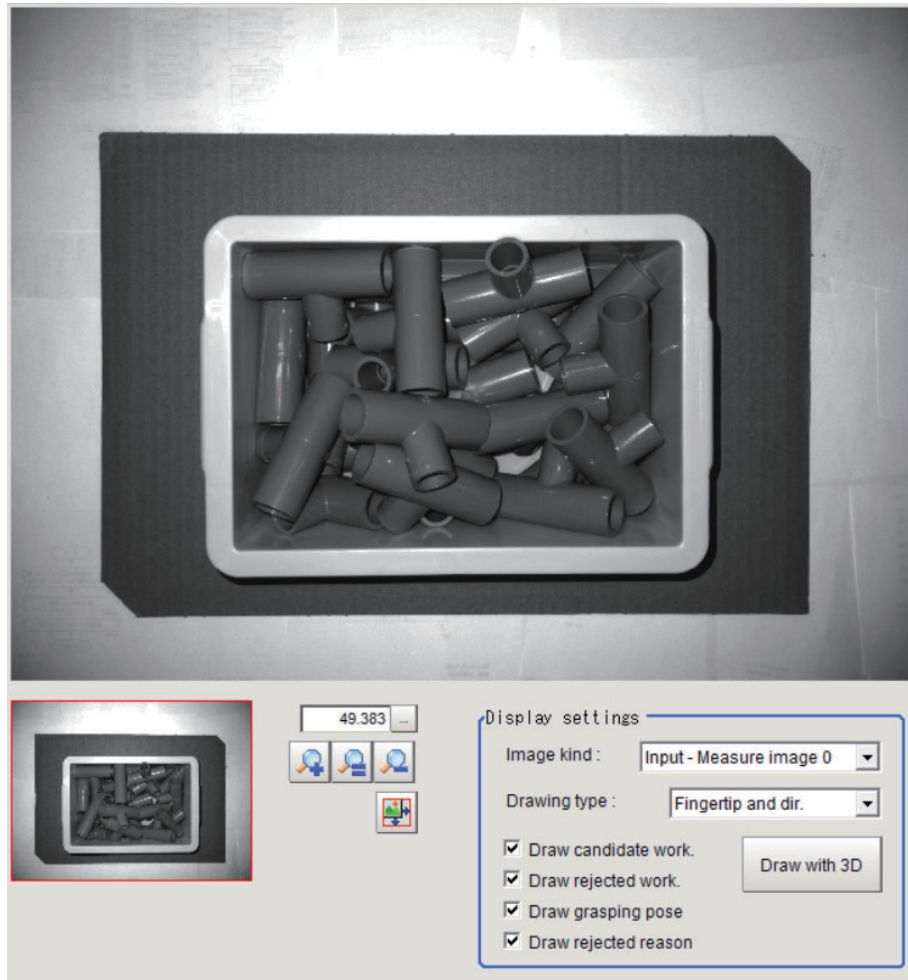 49.383
...
Display settings
Image kind :
Input - Measure image 0
Drawing type :
Fingertip and dir.
Draw candidate work.
Draw rejected work.
Draw grasping pose
Draw rejected reason
Draw with 3D